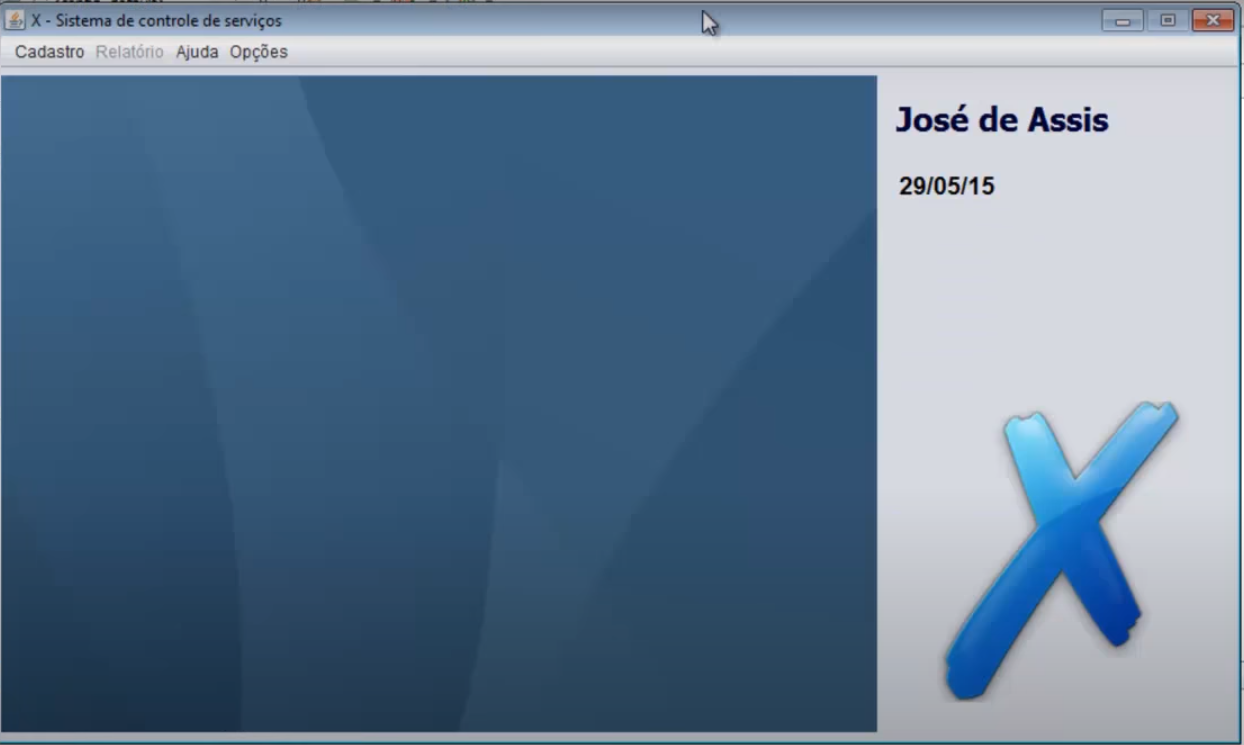 X - Sistema de controle de serviços
Cadastro Relatório Ajuda Opções
José de Assis
29/05/15
X